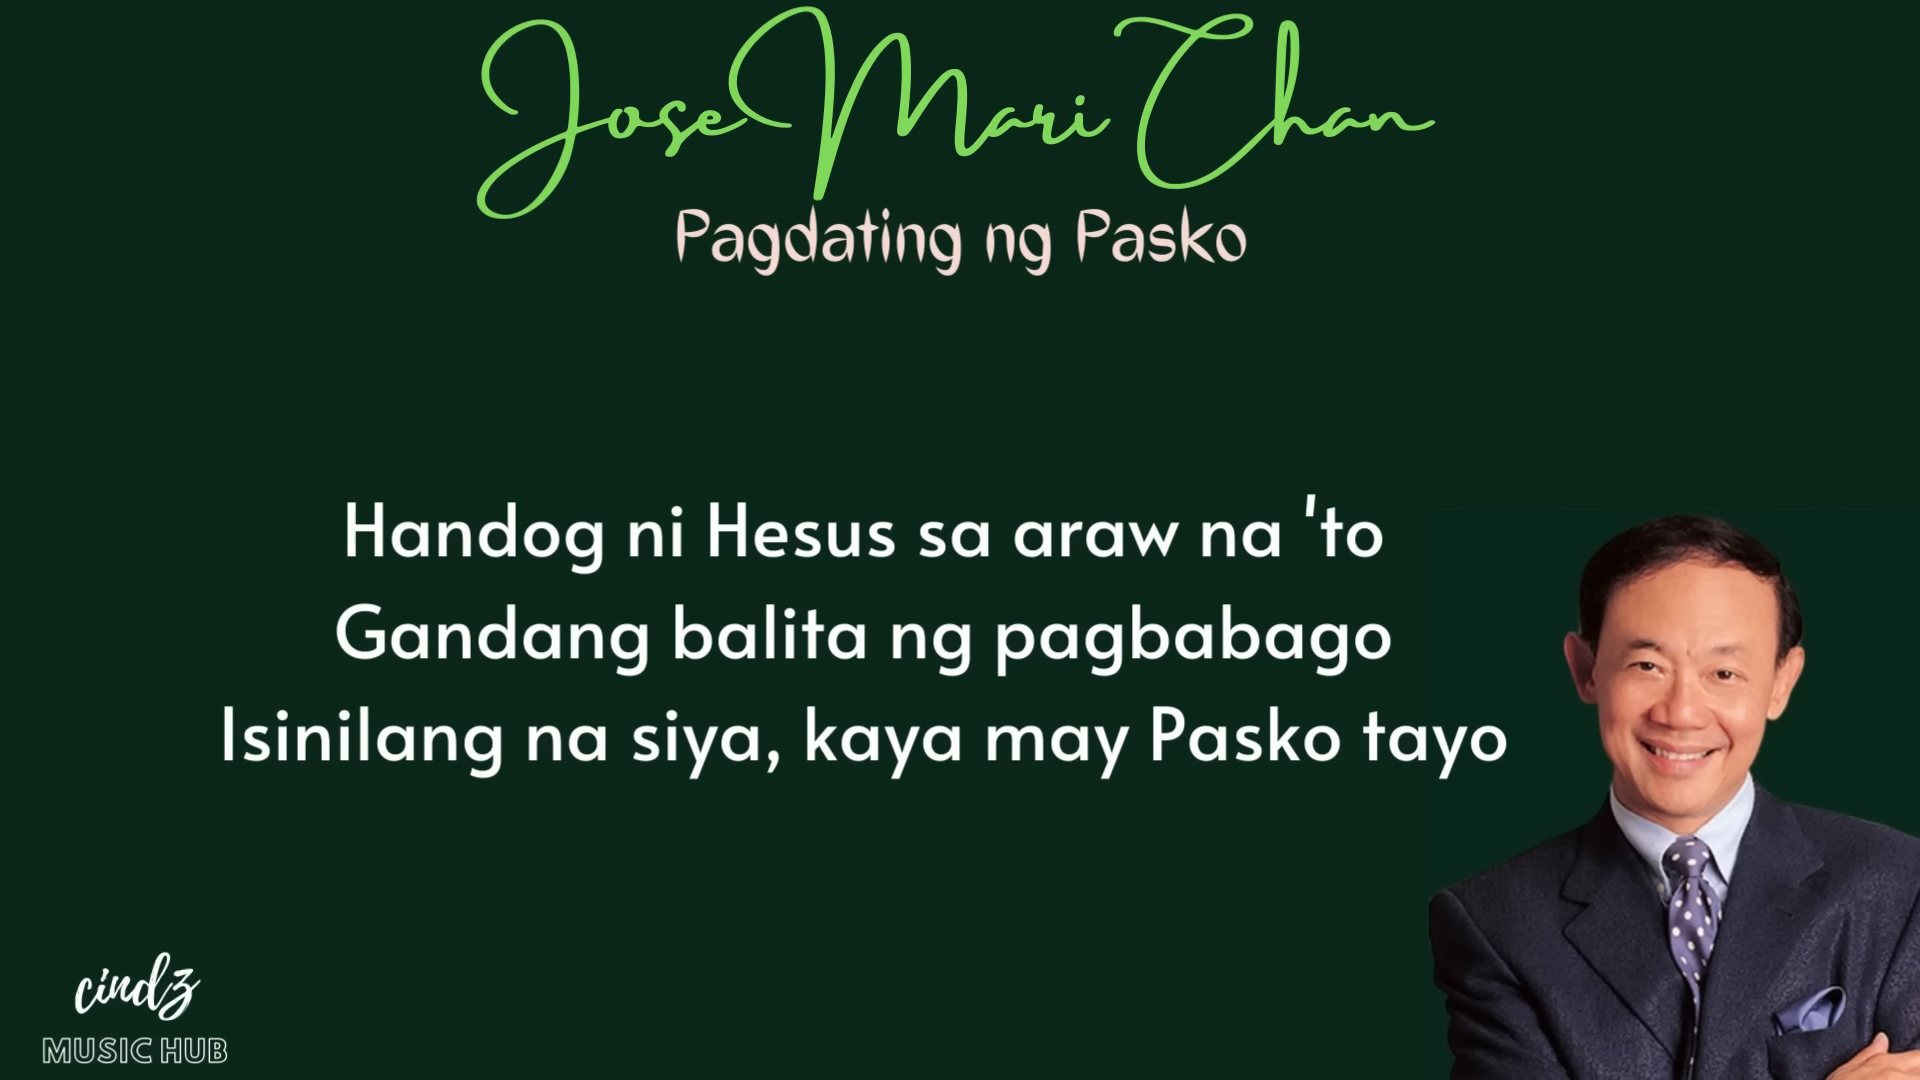 Jose Mari Chan
Pagdating ng Pasko
Handog ni Hesus sa araw na 'to
Gandang balita ng pagbabago
Isinilang na siya, kaya may Pasko tayo
cindz
MUSIC HUB